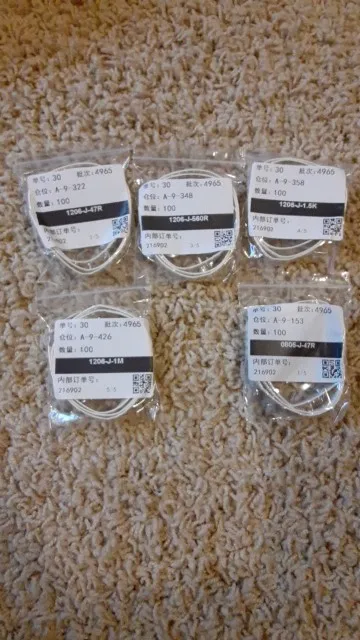 单号: 30 批次: 4965
仓位: A-9-322
数量: 100
1206-J-47R
内部订单号:
216902
单号: 30 批次: 4965
仓位: A-9-348
数量: 100
1206-J-560R
内部订单号:
216902
单号: 30 批次: 4965
仓位: A-9-358
数量: 100
1206-J-1.5K
内部订单号:
216902
单号: 30 批次: 4965
仓位: A-9-426
数量: 100
1206-J-1M
内部订单号:
216902
单号: 30 批次: 4965
仓位: A-9-153
数量: 100
0805-J-47R
内部订单号:
216902